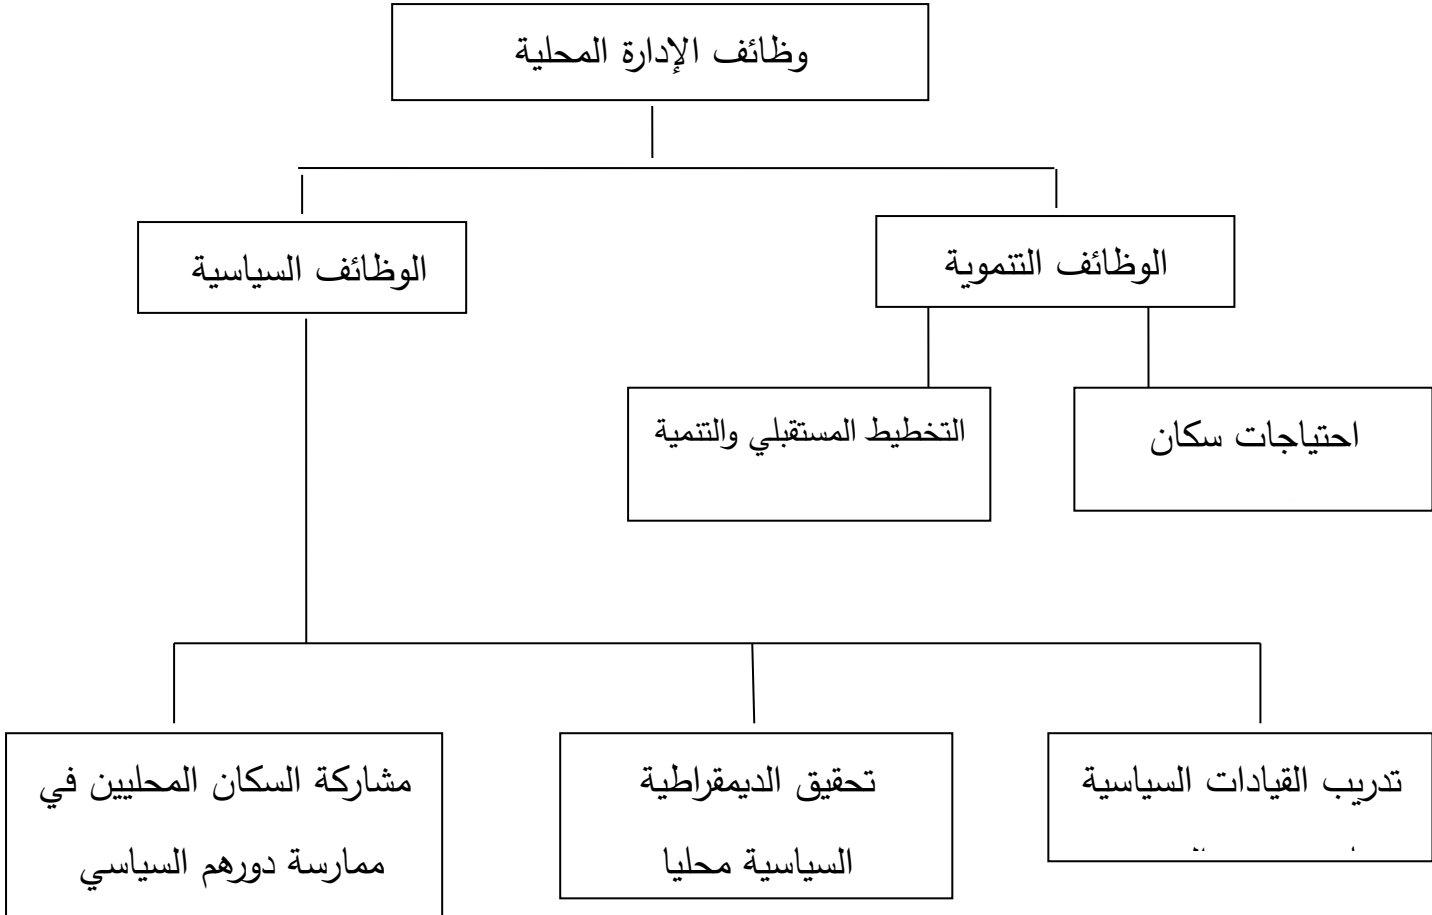 وظائف الإدارة المحلية
الوظائف التنموية
الوظائف السياسية
احتياجات سكان
التخطيط المستقبلي والتنمية
تدريب القيادات السياسية
تحقيق الديمقراطية
السياسية محليا
مشاركة السكان المحليين في
ممارسة دورهم السياسي